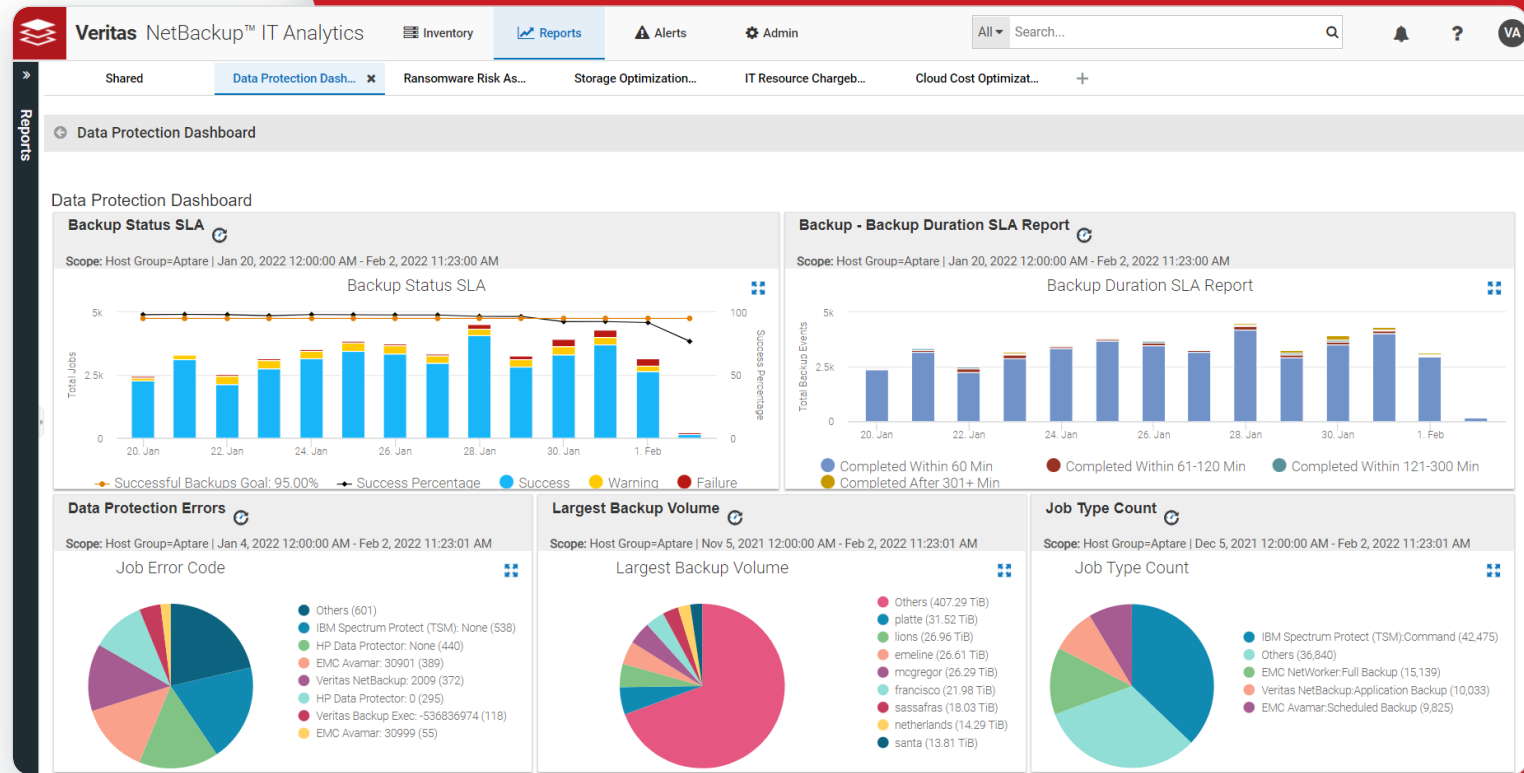 Veritas NetBackup™ IT Analytics
Inventory
Reports
Alerts
Admin
All
Search...
?
VA
»
Reports
Shared
Data Protection Dash...
Ransomware Risk As...
Storage Optimization...
IT Resource Chargeb...
Cloud Cost Optimizat...
Data Protection Dashboard
Data Protection Dashboard
Backup Status SLA
Scope: Host Group=Aptare | Jan 20, 2022 12:00:00 AM - Feb 2, 2022 11:23:00 AM
Backup Status SLA
Total Jobs
5k
2.5k
0
100
50
0
Success Percentage
20. Jan
22. Jan
24. Jan
26. Jan
28. Jan
30. Jan
1. Feb
Successful Backups Goal: 95.00%
Success Percentage
Success
Warning
Failure
Backup - Backup Duration SLA Report
Scope: Host Group=Aptare | Jan 20, 2022 12:00:00 AM - Feb 2, 2022 11:23:00 AM
Backup Duration SLA Report
Total Backup Events
5k
2.5k
0
20. Jan
22. Jan
24. Jan
26. Jan
28. Jan
30. Jan
1. Feb
Completed Within 60 Min
Completed Within 61-120 Min
Completed Within 121-300 Min
Completed After 301+ Min
Data Protection Errors
Scope: Host Group=Aptare | Jan 4, 2022 12:00:00 AM - Feb 2, 2022 11:23:01 AM
Job Error Code
Others (601)
IBM Spectrum Protect (TSM): None (538)
HP Data Protector: None (440)
EMC Avamar: 30901 (389)
Veritas NetBackup: 2009 (372)
HP Data Protector: 0 (295)
Veritas Backup Exec: -536836974 (118)
EMC Avamar: 30999 (55)
Largest Backup Volume
Scope: Host Group=Aptare | Nov 5, 2021 12:00:00 AM - Feb 2, 2022 11:23:01 AM
Largest Backup Volume
Others (407.29 TiB)
platte (31.52 TiB)
lions (26.96 TiB)
emeline (26.61 TiB)
mcgregor (26.29 TiB)
francisco (21.98 TiB)
sassafras (18.03 TiB)
netherlands (14.29 TiB)
santa (13.81 TiB)
Job Type Count
Scope: Host Group=Aptare | Dec 5, 2021 12:00:00 AM - Feb 2, 2022 11:23:01 AM
Job Type Count
IBM Spectrum Protect (TSM):Command (42,475)
Others (36,840)
EMC NetWorker:Full Backup (15,139)
Veritas NetBackup:Application Backup (10,033)
EMC Avamar:Scheduled Backup (9,825)